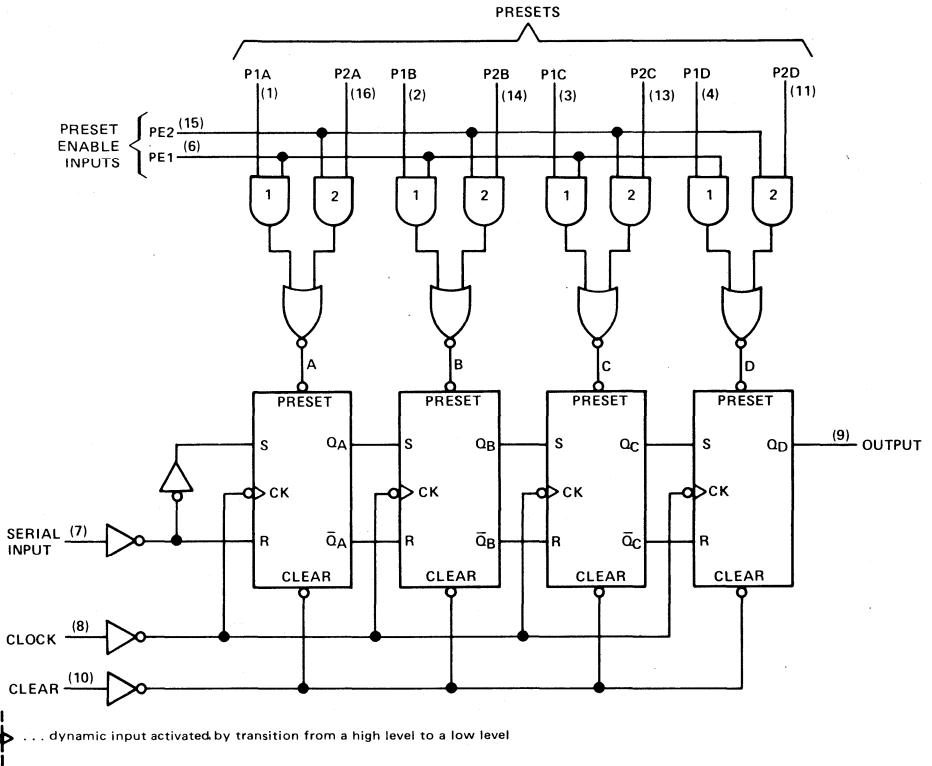 PRESETS
P1A P2A P1B P2B P1C P2C P1D P2D
(1) (16) (2) (14) (3) (13) (4) (11)
PRESET
ENABLE
INPUTS
PE2 (15)
PE1 (6)
1 2 1 2 1 2 1 2
A B C D
PRESET PRESET PRESET PRESET
S QA S QB S QC S QD (9) OUTPUT
CK CK CK CK
SERIAL
INPUT
(7)
R Q̄A R Q̄B R Q̄C R
CLEAR CLEAR CLEAR CLEAR
CLOCK (8)
CLEAR (10)
. . . dynamic input activated by transition from a high level to a low level